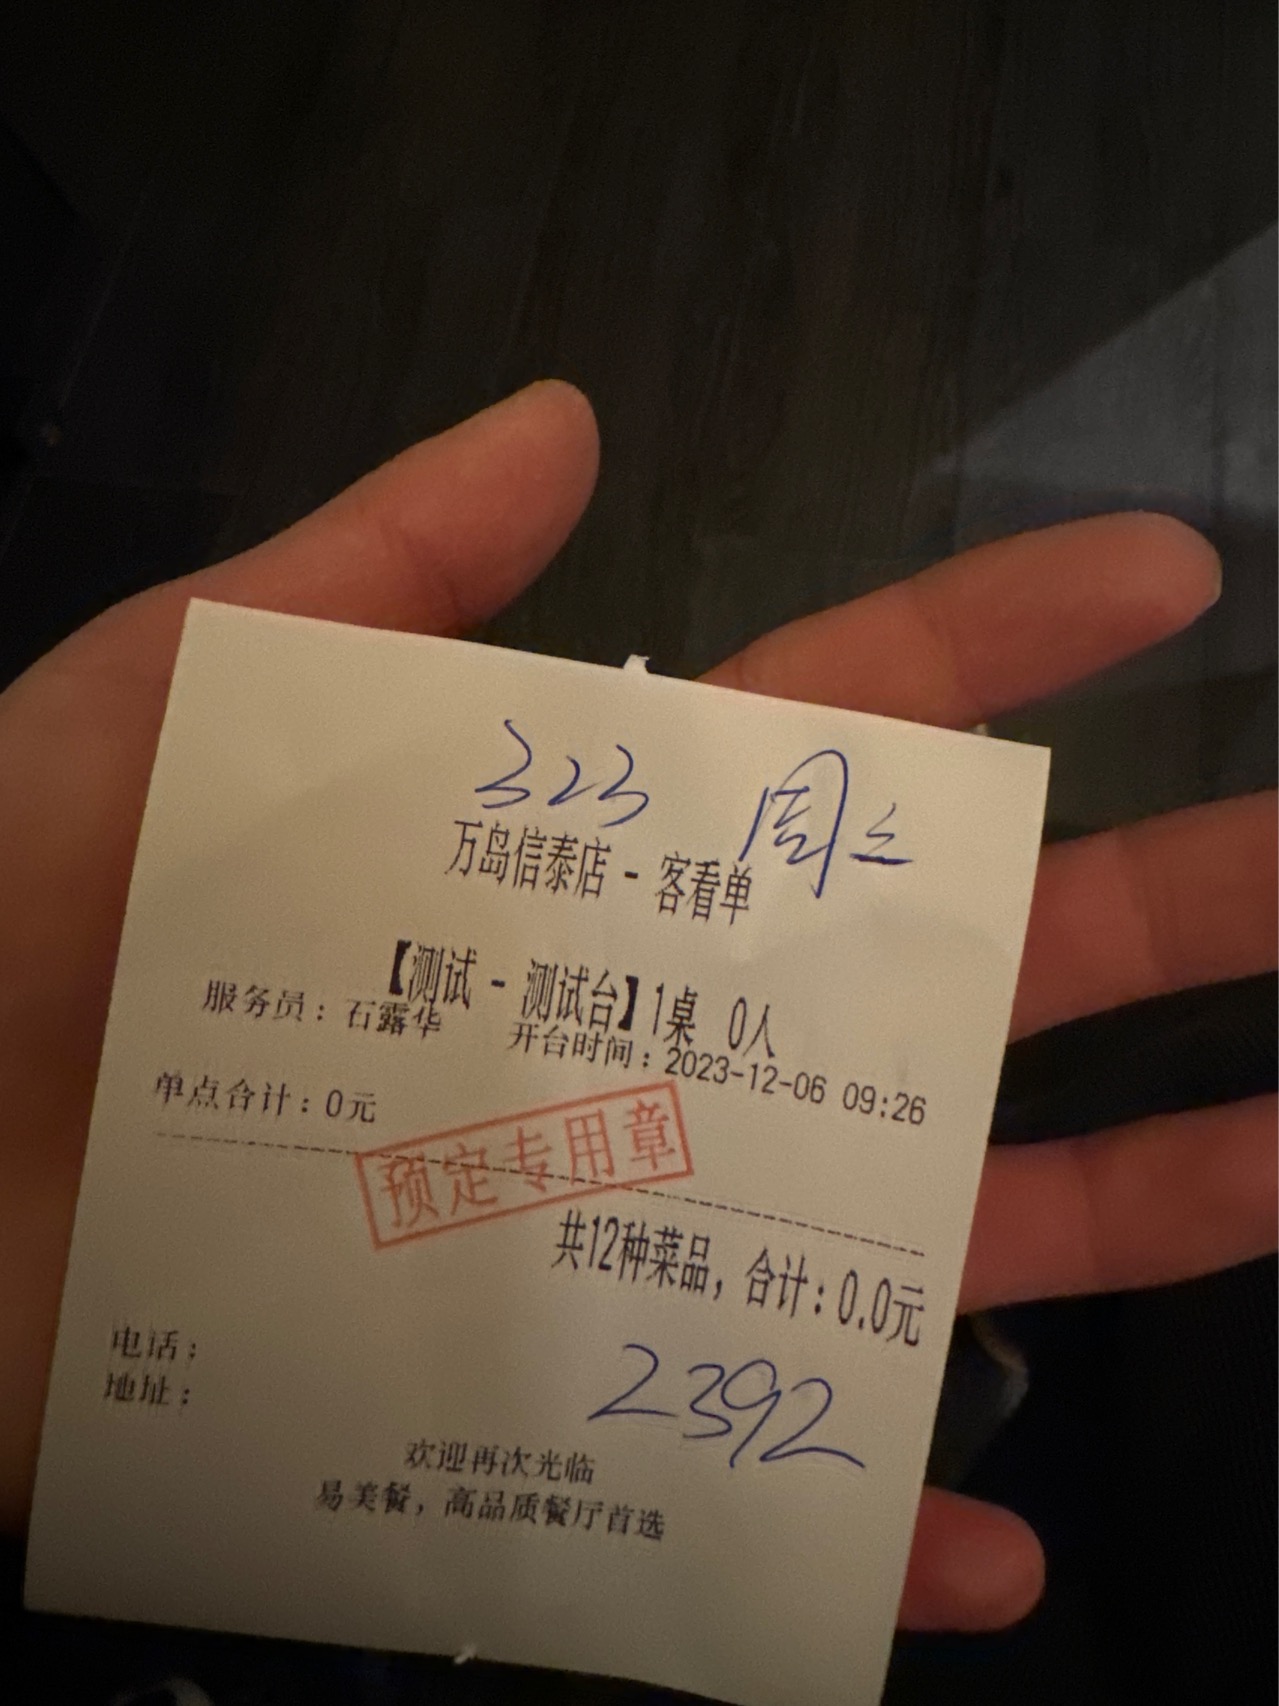 323 周
万岛信泰店 - 客看单
【测试 - 测试台】1桌 0人
服务员：石露华 开台时间：2023-12-06 09:26
单点合计：0元
预定专用章
共12种菜品，合计：0.0元
2392
电话：
地址：
欢迎再次光临
易美餐，高品质餐厅首选